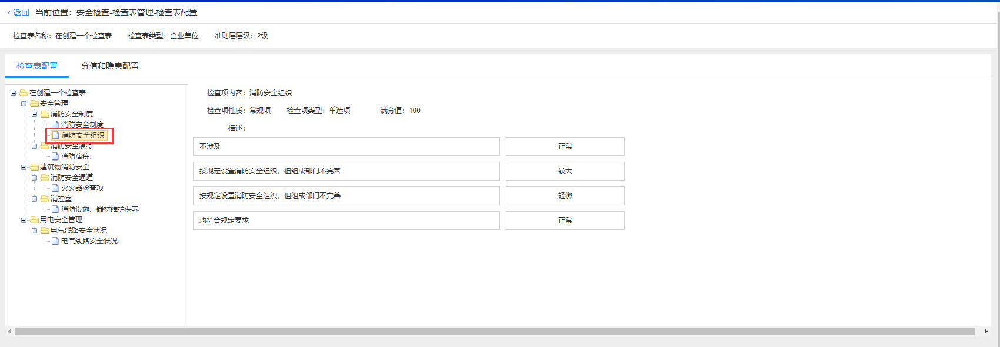 < 返回 当前位置：安全检查-检查表管理-检查表配置
检查表名称：在创建一个检查表 检查表类型：企业单位 准则层层级：2级
检查表配置 分值和隐患配置
在创建一个检查表
安全管理
消防安全制度
消防安全制度
消防安全组织
消防安全演练
消防演练.
建筑物消防安全
消防安全通道
灭火器检查项
消控室
消防设施、器材维护保养
用电安全管理
电气线路安全状况
电气线路安全状况.
检查项内容：消防安全组织
检查项性质：常规项 检查项类型：单选项 满分值：100
描述：
不涉及 正常
按规定设置消防安全组织，但组成部门不完善 较大
按规定设置消防安全组织，但组成部门不完善 轻微
均符合规定要求 正常